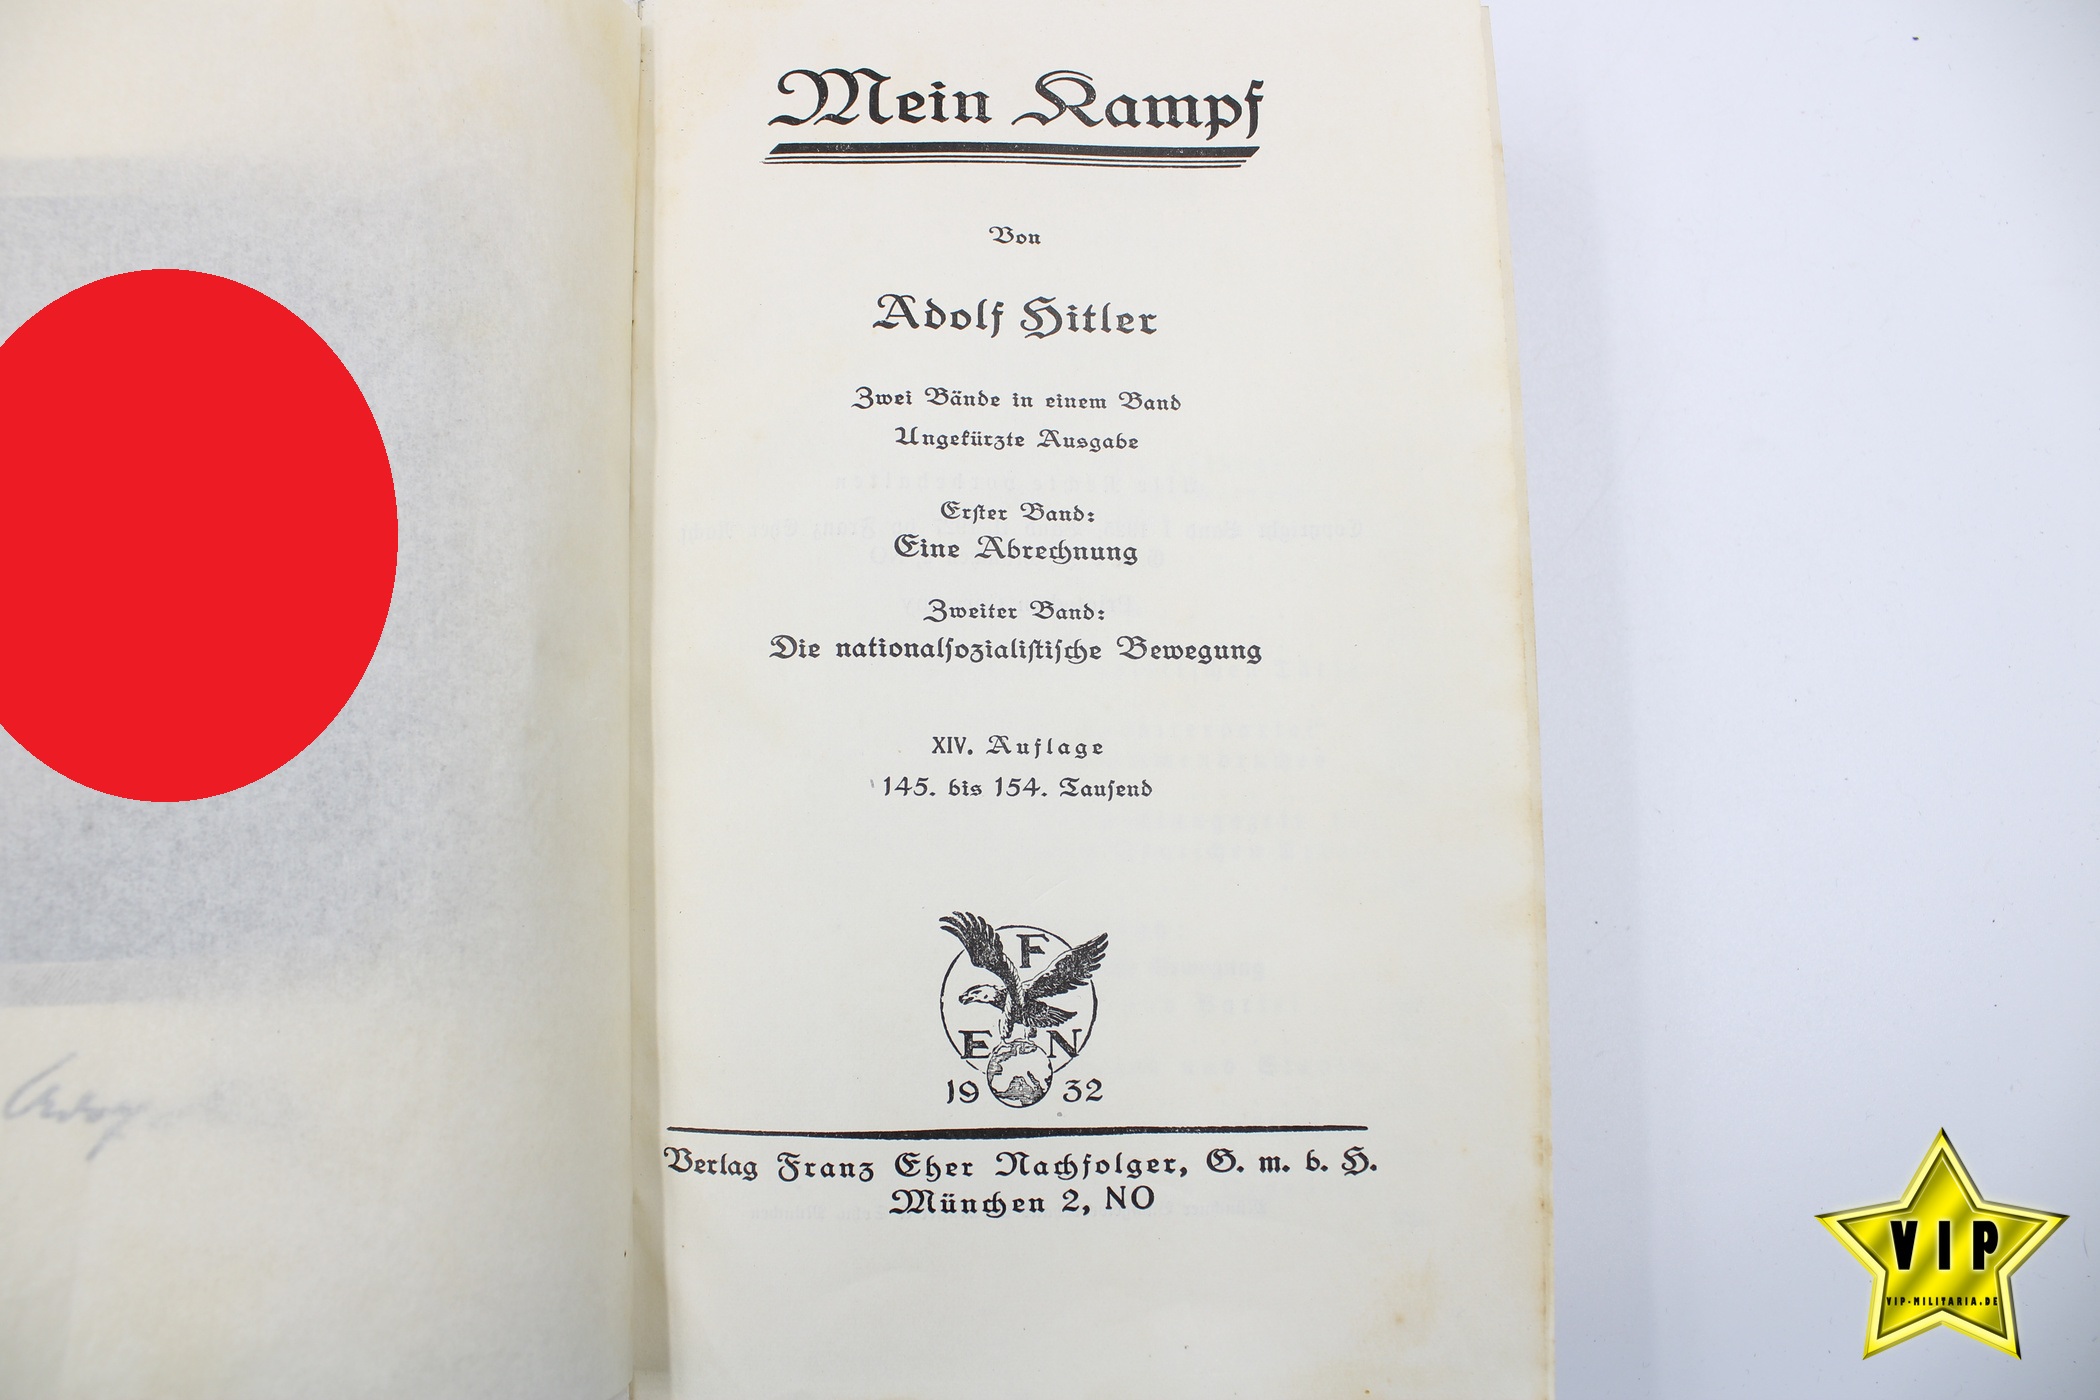 Mein Kampf
Von
Adolf Hitler
Zwei Bände in einem Band
Ungekürzte Ausgabe
Erster Band:
Eine Abrechnung
Zweiter Band:
Die nationalsozialistische Bewegung
XIV. Auflage
145. bis 154. Tausend
F
E N
19 32
Verlag Franz Eher Nachfolger, G. m. b. H.
München 2, NO
VIP
VIP-MILITARIA.DE